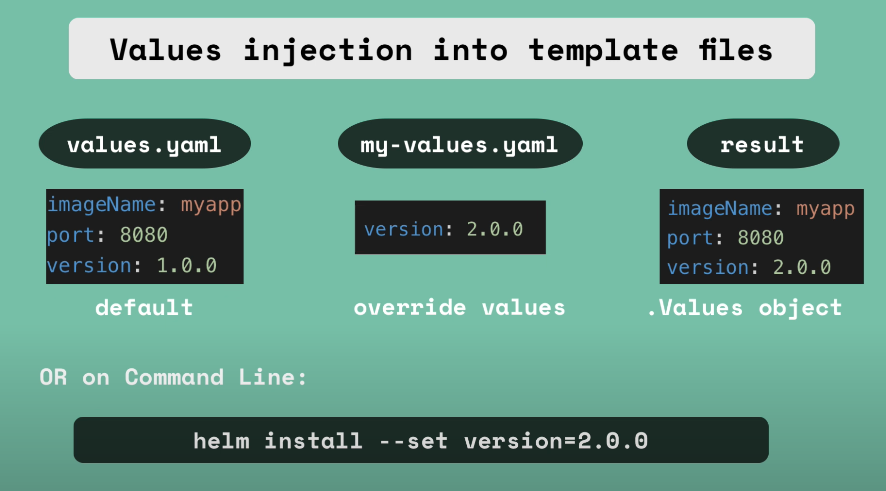 Values injection into template files
values.yaml
imageName: myapp
port: 8080
version: 1.0.0
default
my-values.yaml
version: 2.0.0
override values
result
imageName: myapp
port: 8080
version: 2.0.0
.Values object
OR on Command Line:
helm install --set version=2.0.0